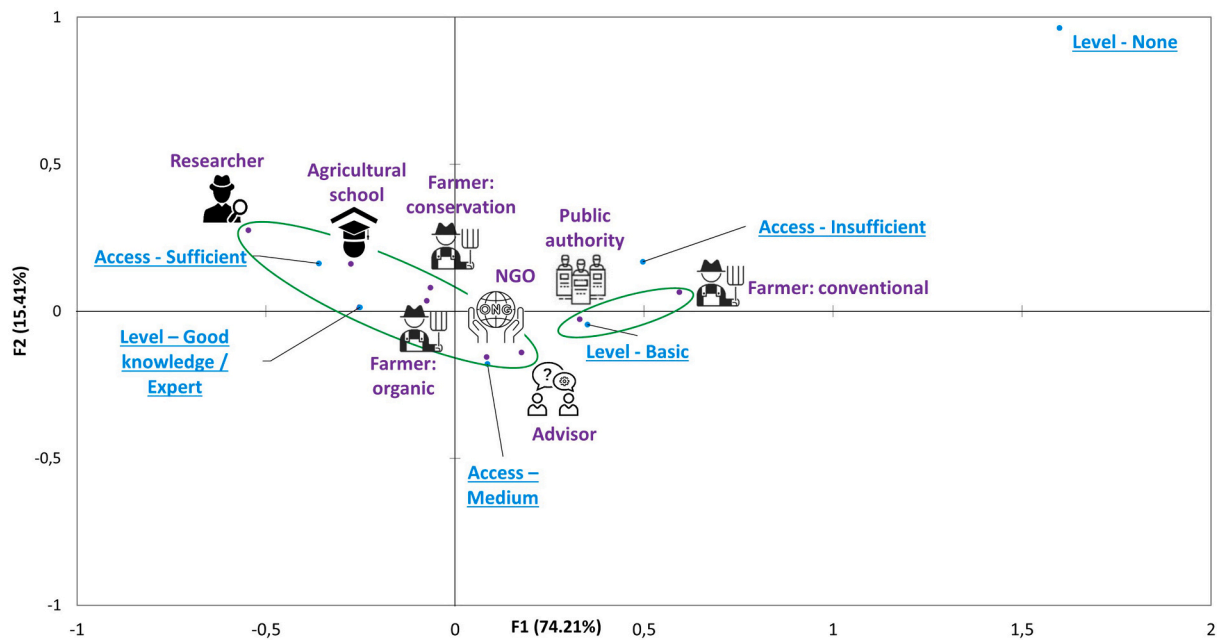 1
Level - None
0,5
Researcher
Agricultural
school
Farmer:
conservation
Public
authority
Access - Insufficient
Access - Sufficient
NGO
ONG
Farmer: conventional
0
Level – Good
knowledge /
Expert
Level - Basic
Farmer:
organic
?
Advisor
-0,5
Access –
Medium
-1
F2 (15.41%)
-1
-0,5
0
F1 (74.21%)
0,5
1
1,5
2